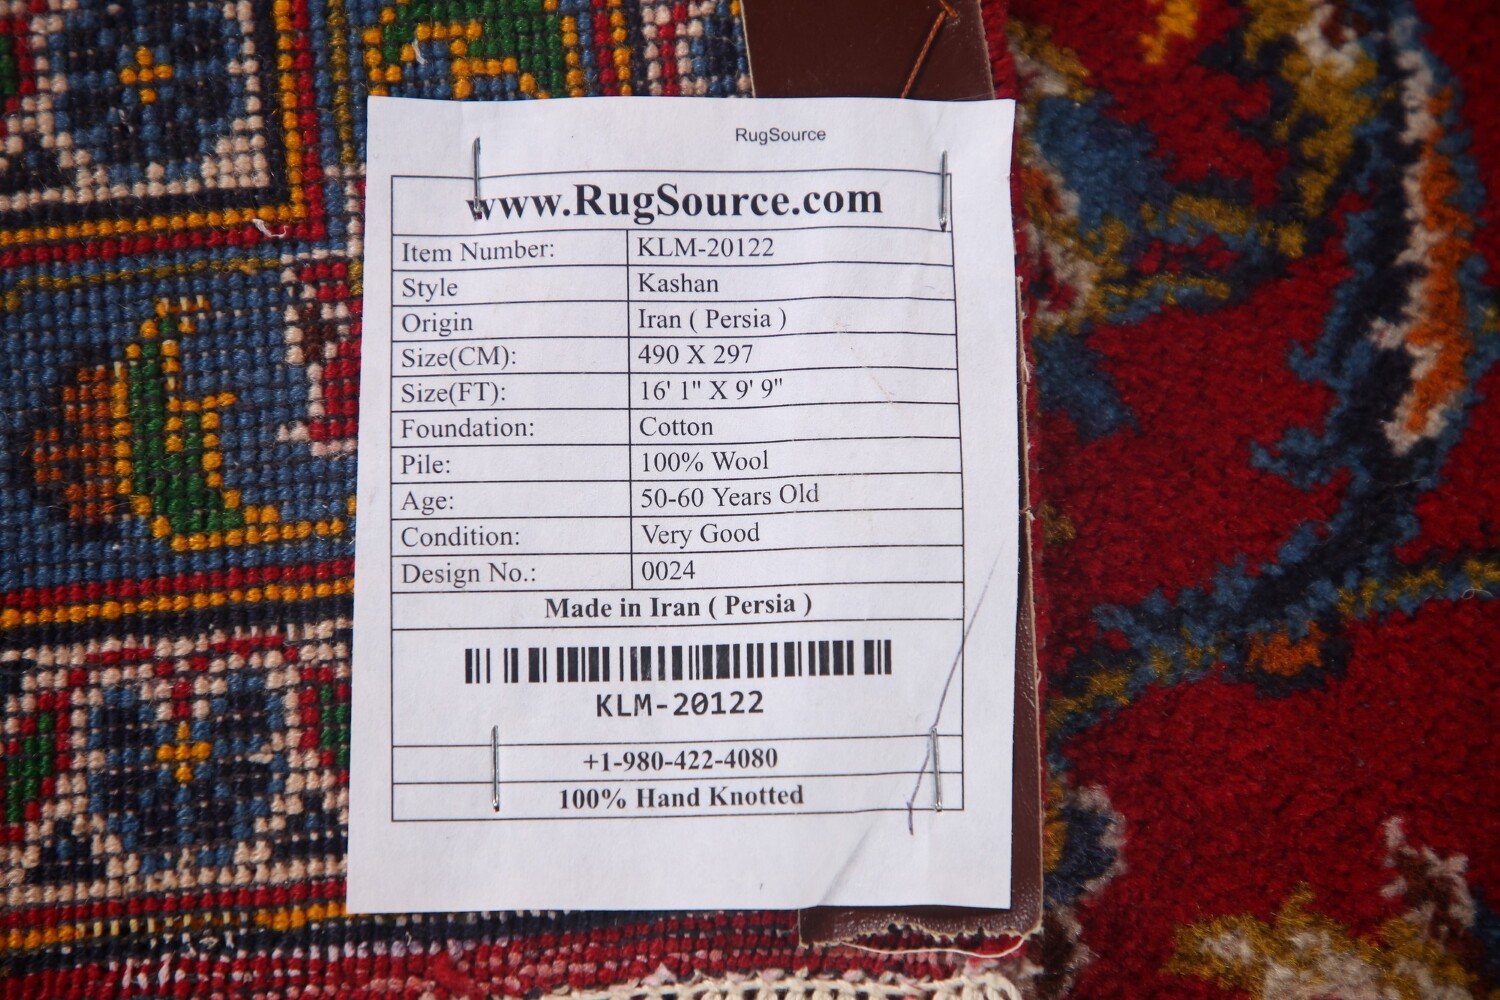 RugSource
www.RugSource.com
Item Number: KLM-20122
Style Kashan
Origin Iran ( Persia )
Size(CM): 490 X 297
Size(FT): 16' 1" X 9' 9"
Foundation: Cotton
Pile: 100% Wool
Age: 50-60 Years Old
Condition: Very Good
Design No.: 0024
Made in Iran ( Persia )
KLM-20122
+1-980-422-4080
100% Hand Knotted